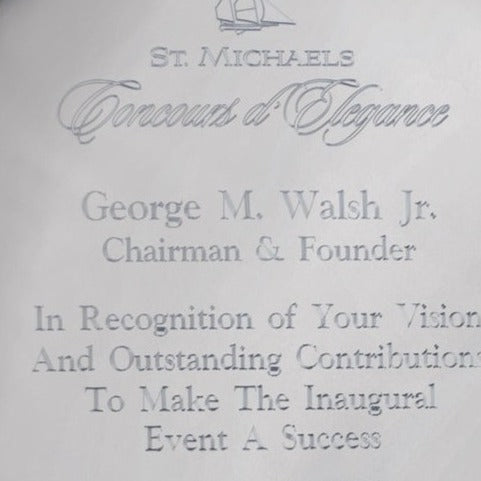 ST. MICHAELS
Concours d'Elegance
George M. Walsh Jr.
Chairman & Founder
In Recognition of Your Vision
And Outstanding Contributions
To Make The Inaugural
Event A Success